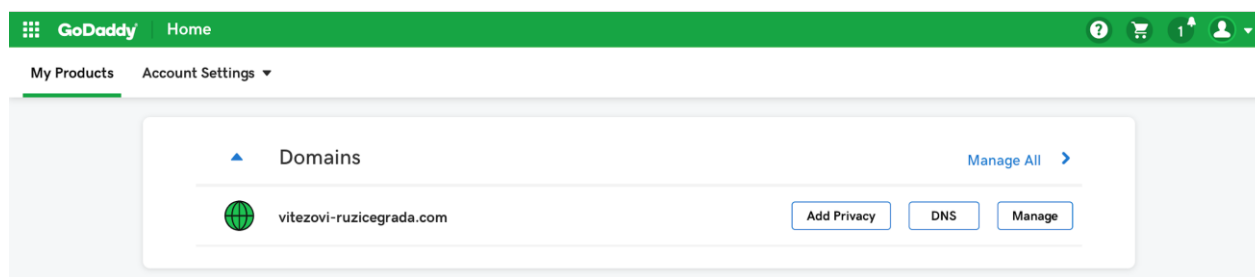 GoDaddy Home
? 1
My Products Account Settings
Domains Manage All
vitezovi-ruzicegrada.com Add Privacy DNS Manage